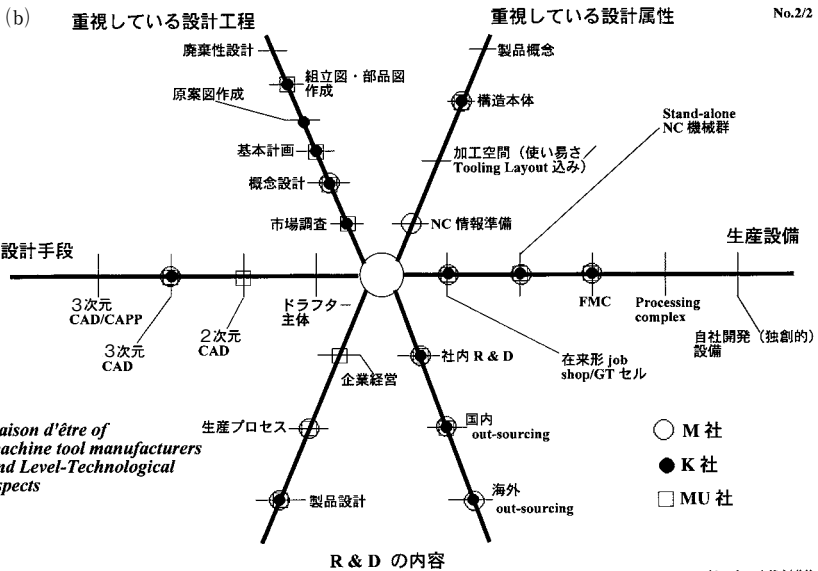 (b)
重視している設計工程
重視している設計属性
No.2/2
廃棄性設計
製品概念
組立図・部品図
作成
原案図作成
構造本体
Stand-alone
NC 機械群
基本計画
加工空間（使い易さ/
Tooling Layout 込み）
概念設計
市場調査
NC 情報準備
設計手段
生産設備
3次元
CAD/CAPP
3次元
CAD
2次元
CAD
ドラフター
主体
FMC
Processing
complex
自社開発（独創的）
設備
在来形 job
shop/GT セル
企業経営
社内 R & D
生産プロセス
国内
out-sourcing
製品設計
海外
out-sourcing
aison d'être of
achine tool manufacturers
nd Level-Technological
spects
M 社
K 社
MU 社
R & D の内容